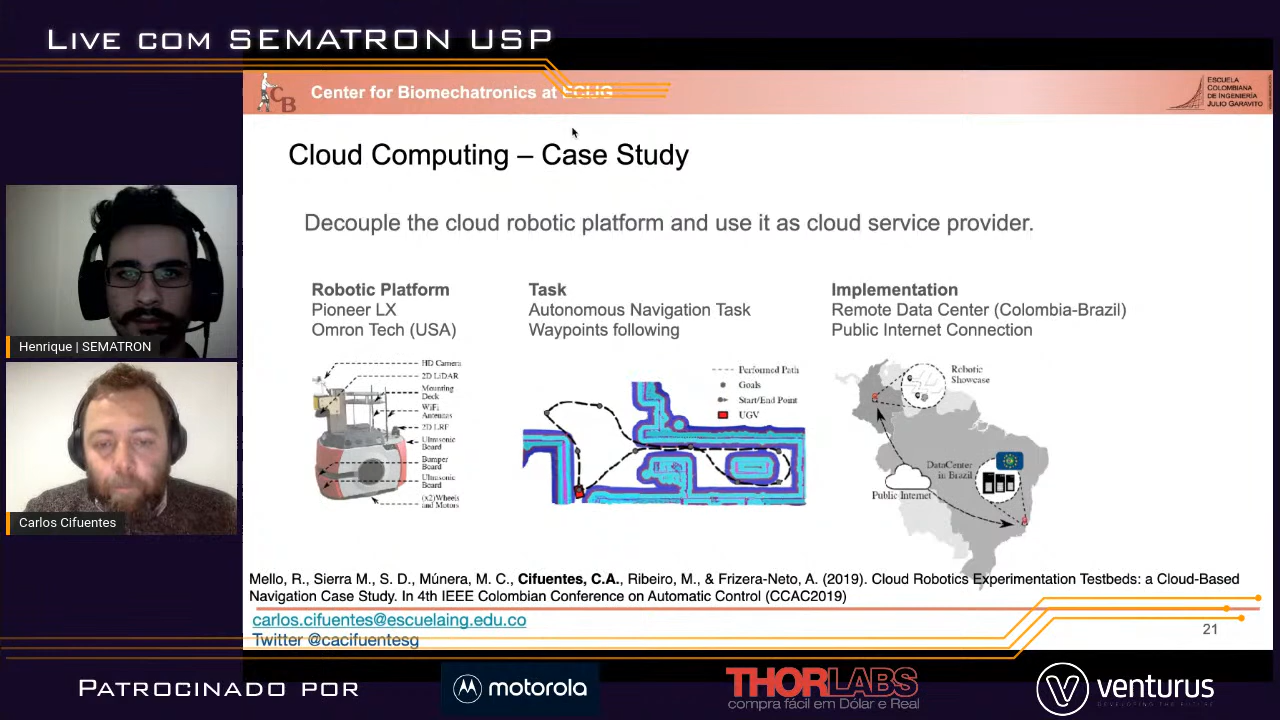 LIVE COM SEMATRON USP
CB
Center for Biomechatronics at ECIJG
ESCUELA
COLOMBIANA
DE INGENIERÍA
JULIO GARAVITO
Cloud Computing – Case Study
Decouple the cloud robotic platform and use it as cloud service provider.
Robotic Platform
Pioneer LX
Omron Tech (USA)
Task
Autonomous Navigation Task
Waypoints following
Implementation
Remote Data Center (Colombia-Brazil)
Public Internet Connection
HD Camera
2D LiDAR
Mounting
Deck
WiFi
Antennas
2D LRF
Ultrasonic
Board
Bumper
Board
Ultrasonic
Board
(x2)Wheels
and Motors
Performed Path
Goals
Start/End Point
UGV
Robotic
Showcase
DataCenter
in Brazil
Public Internet
Henrique | SEMATRON
Carlos Cifuentes
Mello, R., Sierra M., S. D., Múnera, M. C., Cifuentes, C.A., Ribeiro, M., & Frizera-Neto, A. (2019). Cloud Robotics Experimentation Testbeds: a Cloud-Based
Navigation Case Study. In 4th IEEE Colombian Conference on Automatic Control (CCAC2019)
carlos.cifuentes@escuelaing.edu.co
Twitter @cacifuentesg
21
PATROCINADO POR
motorola
THORLABS
compra fácil em Dólar e Real
venturus
DEVELOPING THE FUTURE